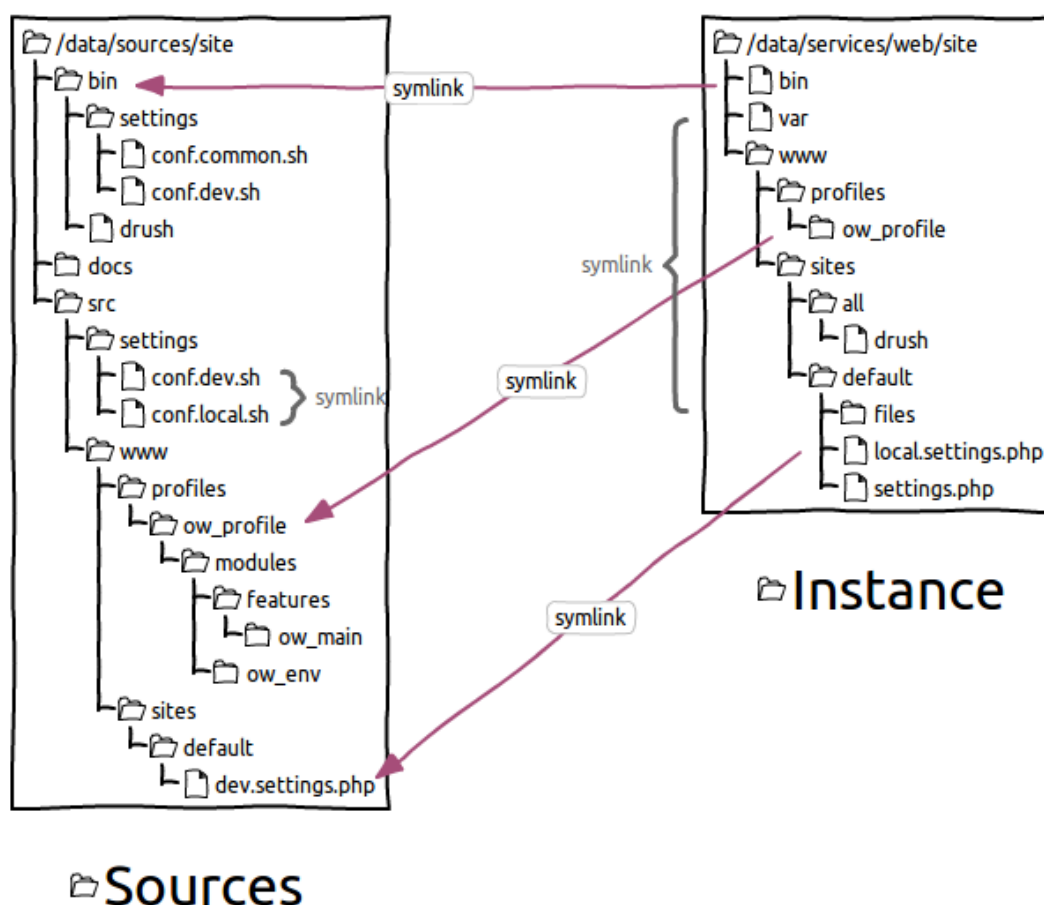 /data/sources/site
bin
settings
conf.common.sh
conf.dev.sh
drush
docs
src
settings
conf.dev.sh
conf.local.sh
symlink
www
profiles
ow_profile
modules
features
ow_main
ow_env
sites
default
dev.settings.php
Sources
symlink
symlink
symlink
symlink
/data/services/web/site
bin
var
www
profiles
ow_profile
sites
all
drush
default
files
local.settings.php
settings.php
Instance